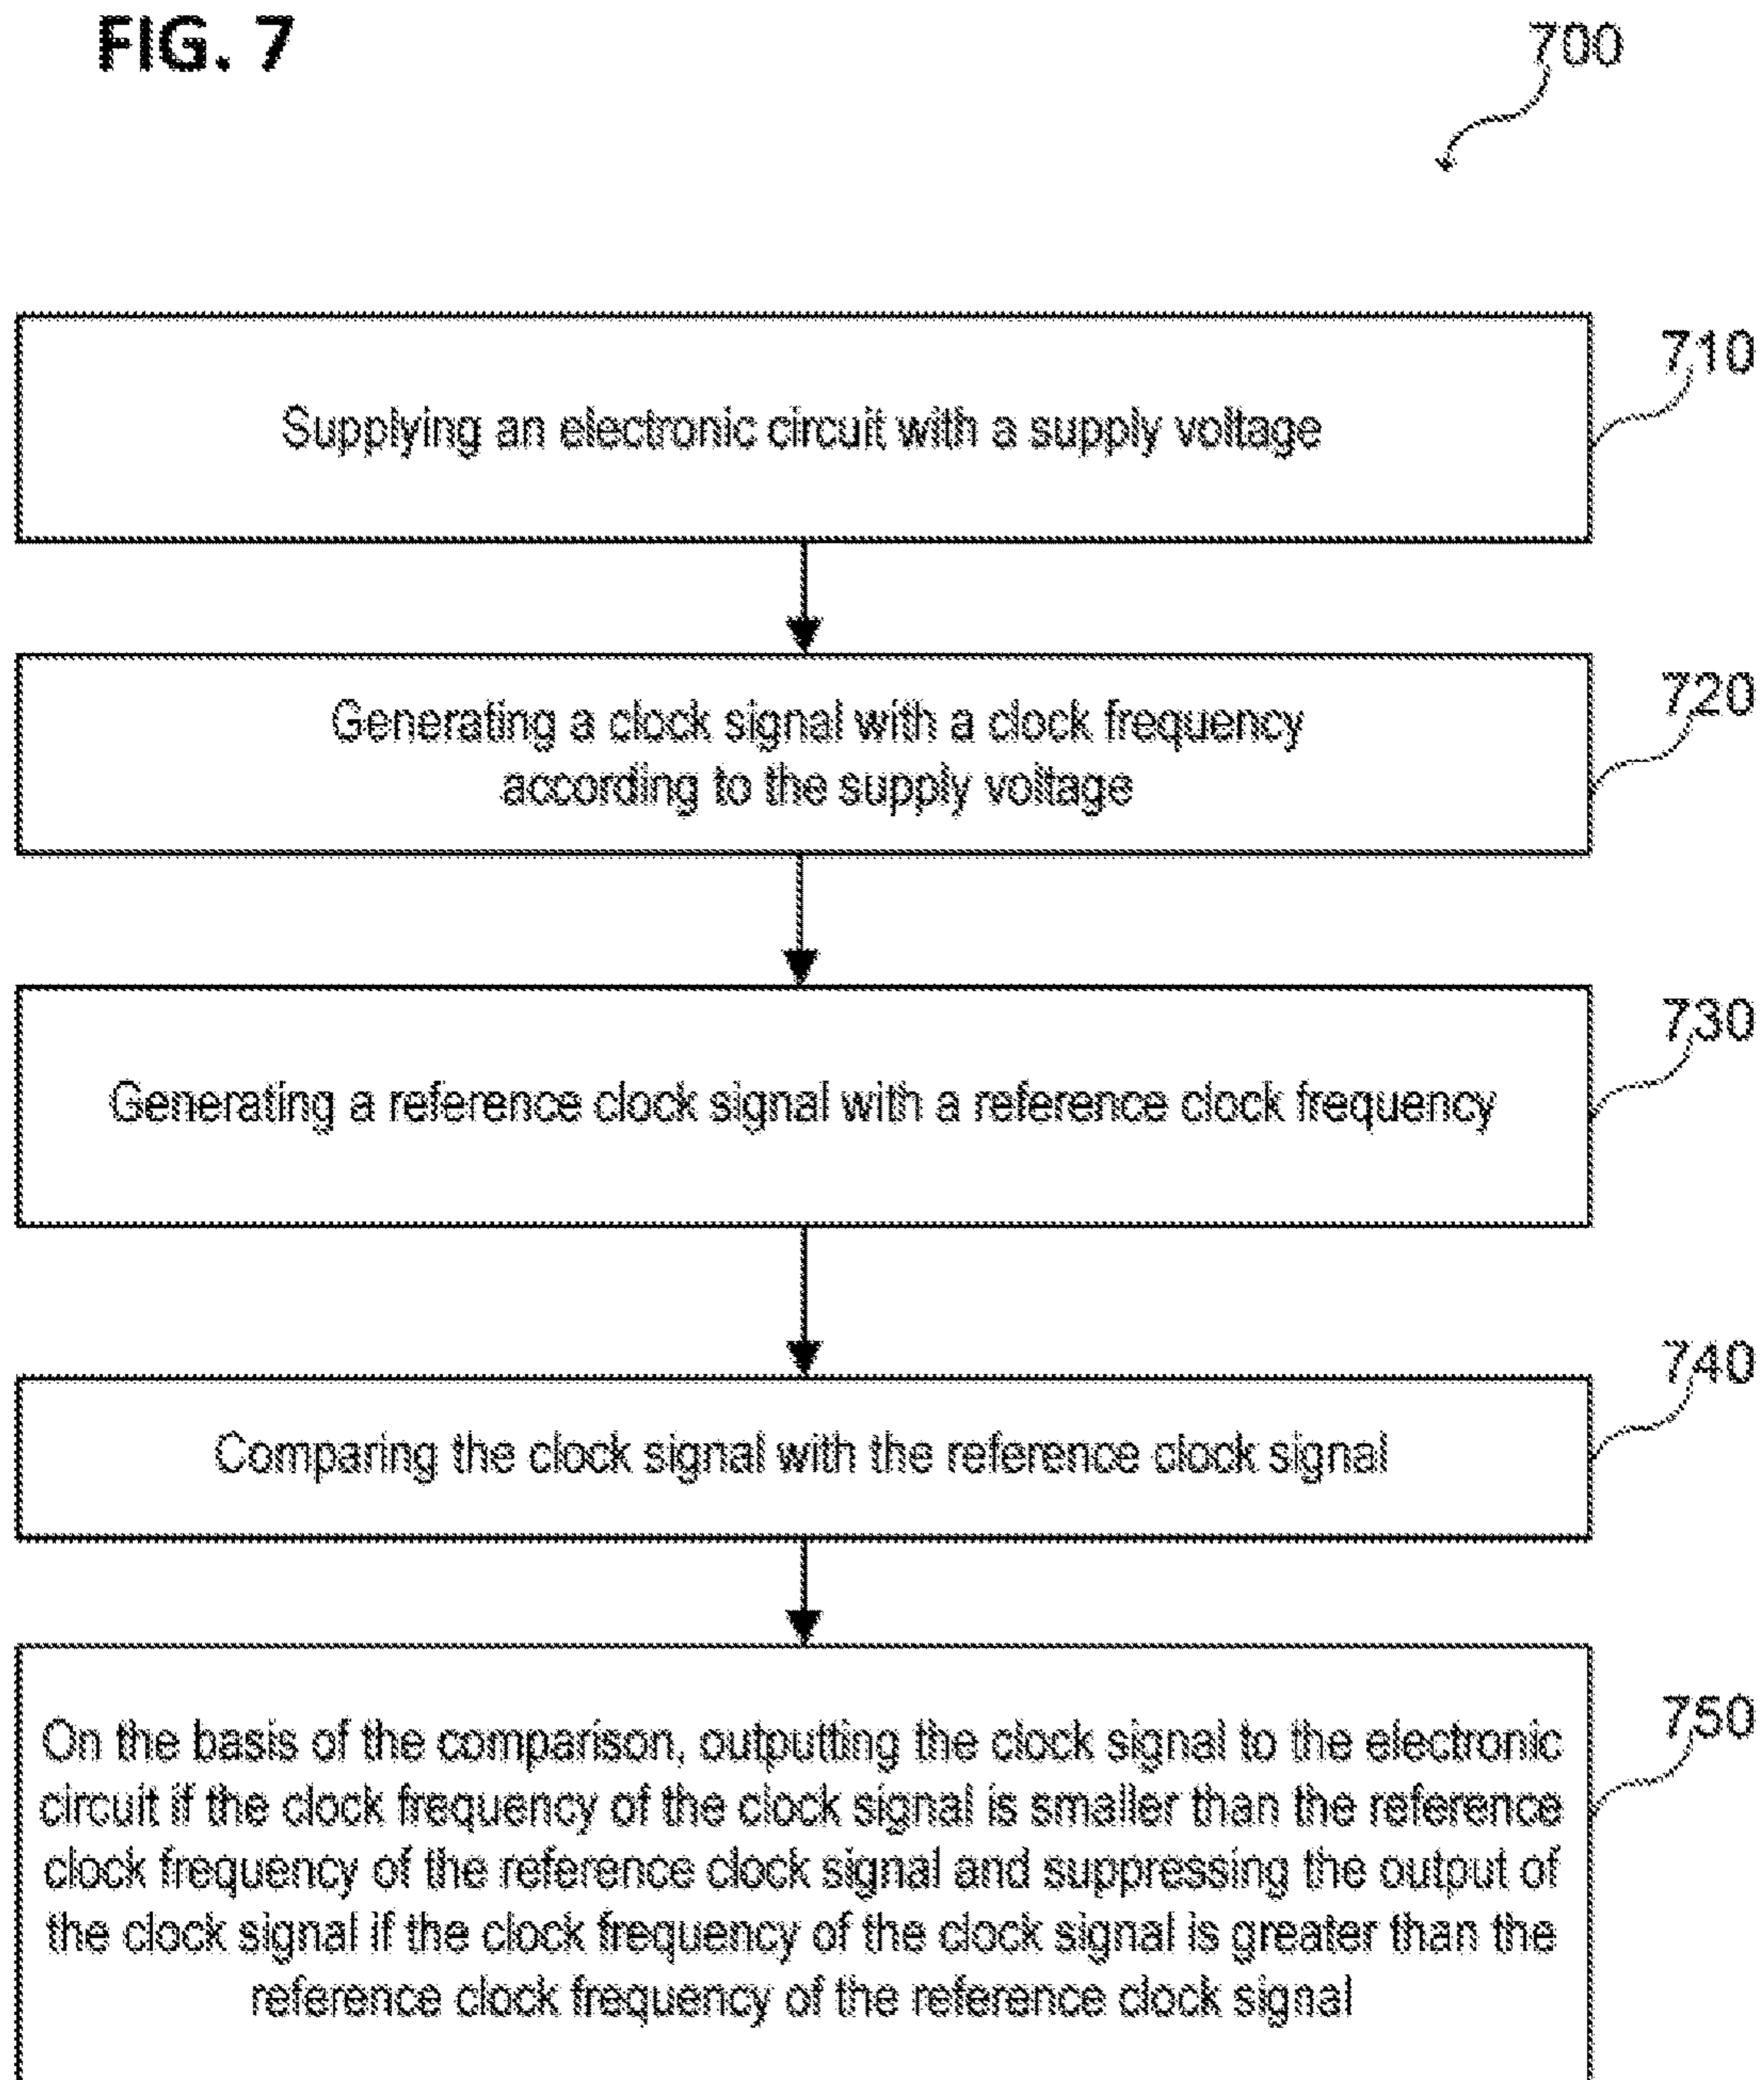 FIG. 7
700
710
Supplying an electronic circuit with a supply voltage
720
Generating a clock signal with a clock frequency
according to the supply voltage
730
Generating a reference clock signal with a reference clock frequency
740
Comparing the clock signal with the reference clock signal
750
On the basis of the comparison, outputting the clock signal to the electronic
circuit if the clock frequency of the clock signal is smaller than the reference
clock frequency of the reference clock signal and suppressing the output of
the clock signal if the clock frequency of the clock signal is greater than the
reference clock frequency of the reference clock signal